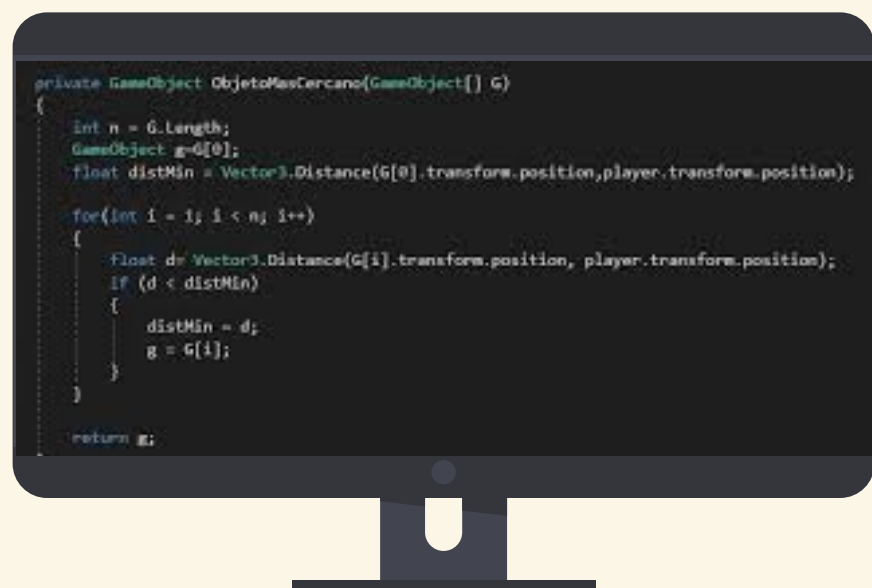 private GameObject ObjetoMasCercano(GameObject[] G)
{
int n = G.Length;
GameObject g=G[0];
float distMin = Vector3.Distance(G[0].transform.position,player.transform.position);
for(int i = 1; i < n; i++)
{
float d= Vector3.Distance(G[i].transform.position, player.transform.position);
if (d < distMin)
{
distMin = d;
g = G[i];
}
}
return g;